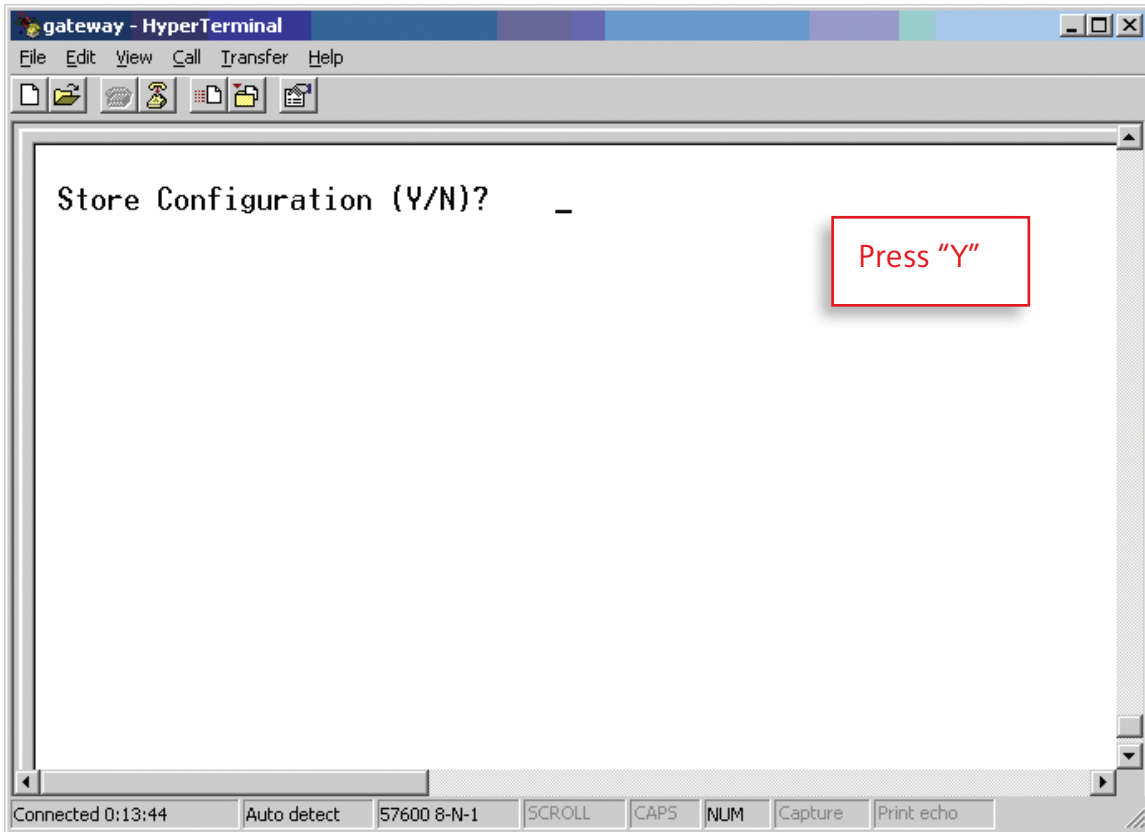 gateway - HyperTerminal
File Edit View Call Transfer Help
Store Configuration (Y/N)? _
Press “Y”
Connected 0:13:44 Auto detect 57600 8-N-1 SCROLL CAPS NUM Capture Print echo